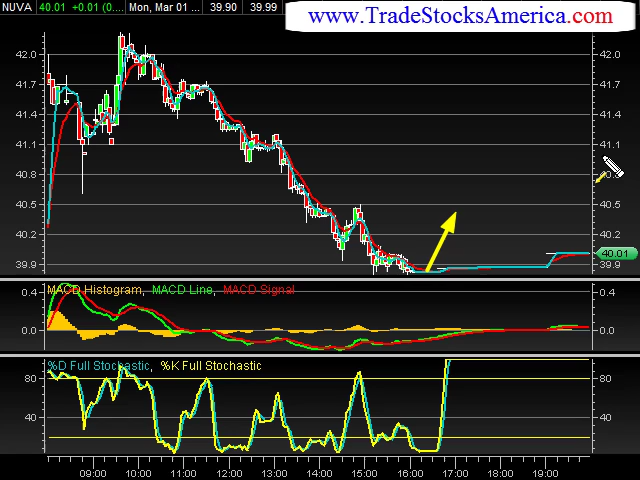 NUVA 40.01 +0.01 (0.... Mon, Mar 01 ... 39.90 39.99
www.TradeStocksAmerica.com
42.0 42.0
41.7 41.7
41.4 41.4
41.1 41.1
40.8 40.8
40.5 40.5
40.2 40.2
40.01
39.9 39.9
MACD Histogram, MACD Line, MACD Signal
0.4 0.4
0.0 0.0
%D Full Stochastic, %K Full Stochastic
80 80
40 40
09:00 10:00 11:00 12:00 13:00 14:00 15:00 16:00 17:00 18:00 19:00